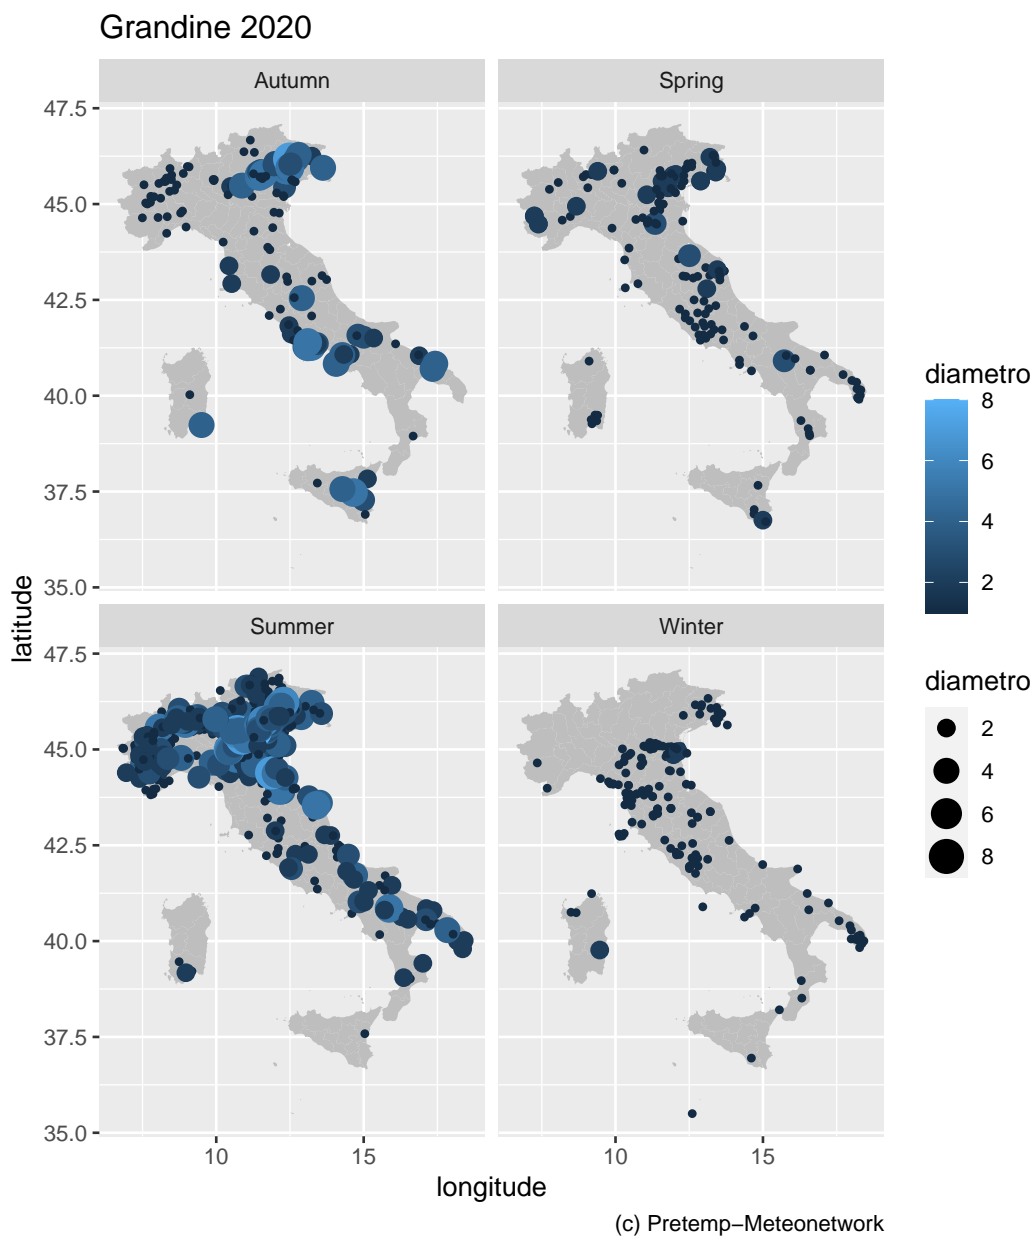 Grandine 2020
Autumn
Spring
47.5
45.0
42.5
40.0
37.5
35.0
Summer
Winter
47.5
45.0
42.5
40.0
37.5
35.0
10
15
10
15
latitude
longitude
diametro
8
6
4
2
diametro
2
4
6
8
(c) Pretemp−Meteonetwork